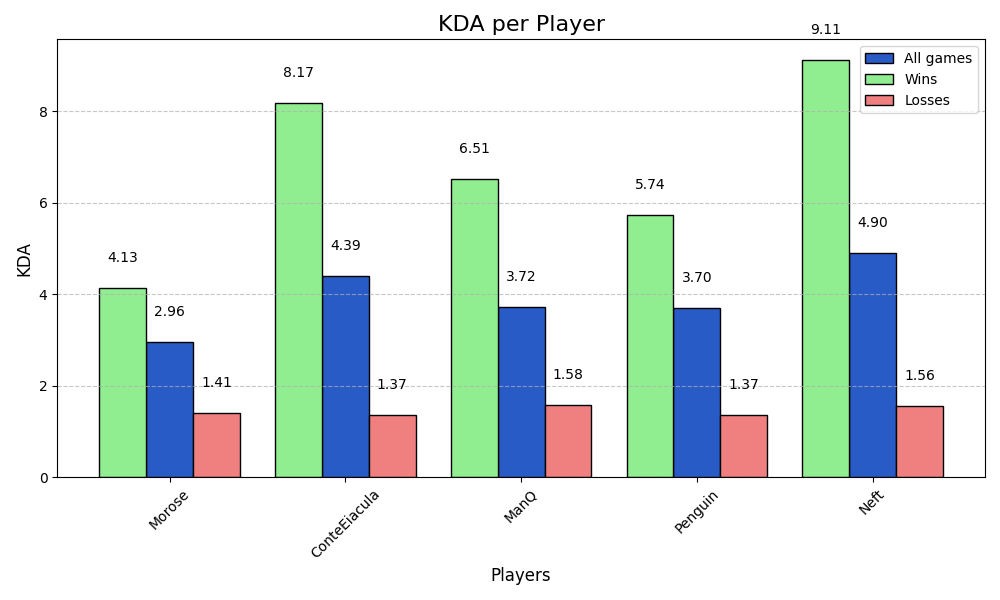 KDA per Player
9.11
All games
Wins
Losses
8.17
6.51
5.74
4.90
4.39
4.13
3.72
3.70
2.96
1.41
1.37
1.58
1.37
1.56
KDA
8
6
4
2
0
Morose
ConteEiacula
ManQ
Penguin
Neft
Players